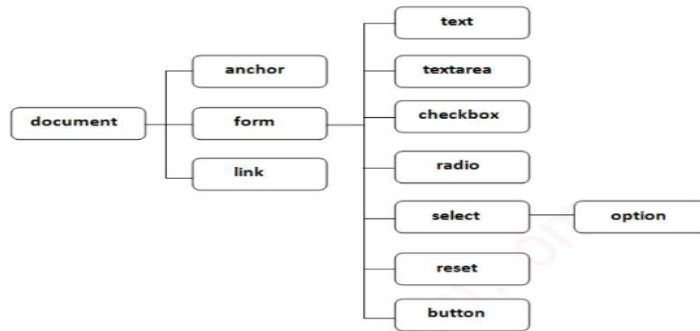 text
anchor
textarea
document
form
checkbox
link
radio
select
option
reset
button